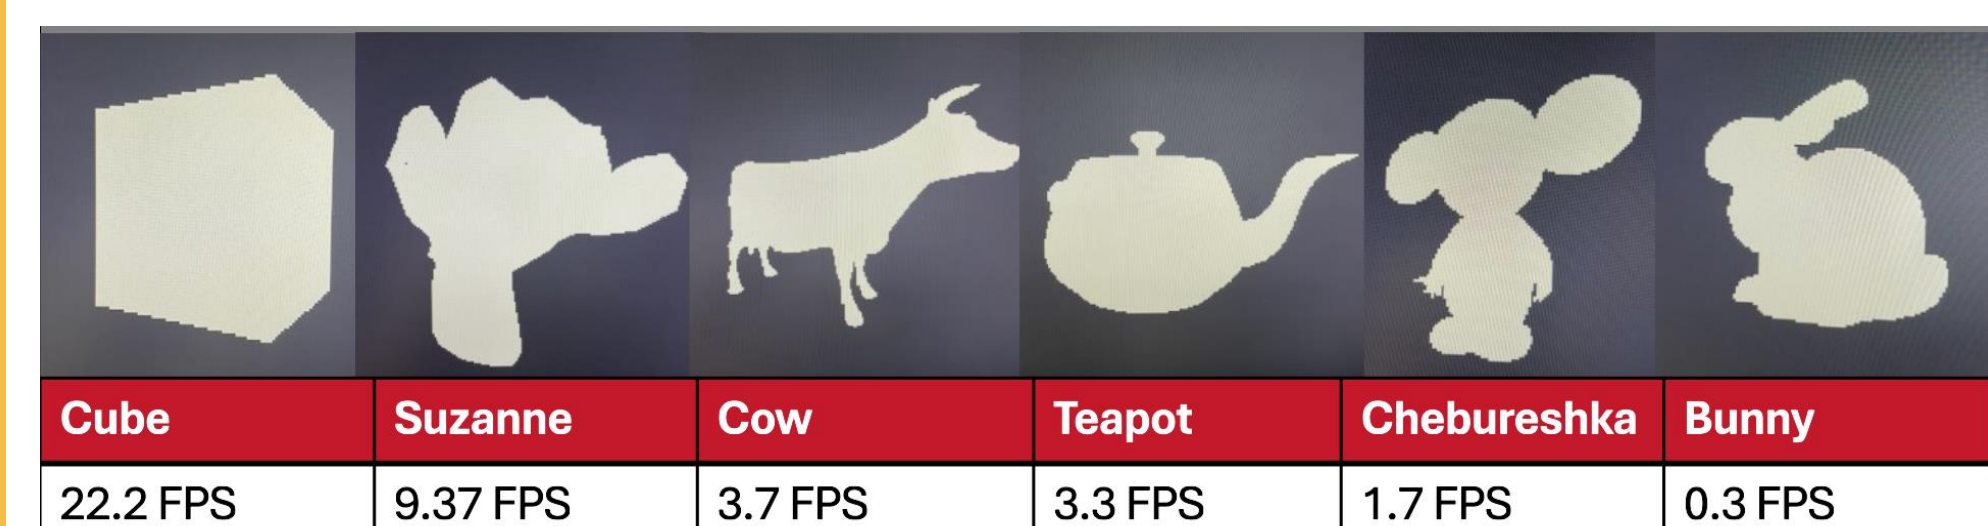 Cube Suzanne Cow Teapot Chebureshka Bunny
22.2 FPS 9.37 FPS 3.7 FPS 3.3 FPS 1.7 FPS 0.3 FPS